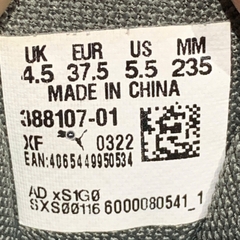 UK EUR US MM
4.5 37.5 5.5 235
MADE IN CHINA
388107-01
XF 0322
EAN:4065449950534
AD xS1G0
SXS00116 6000080541_1